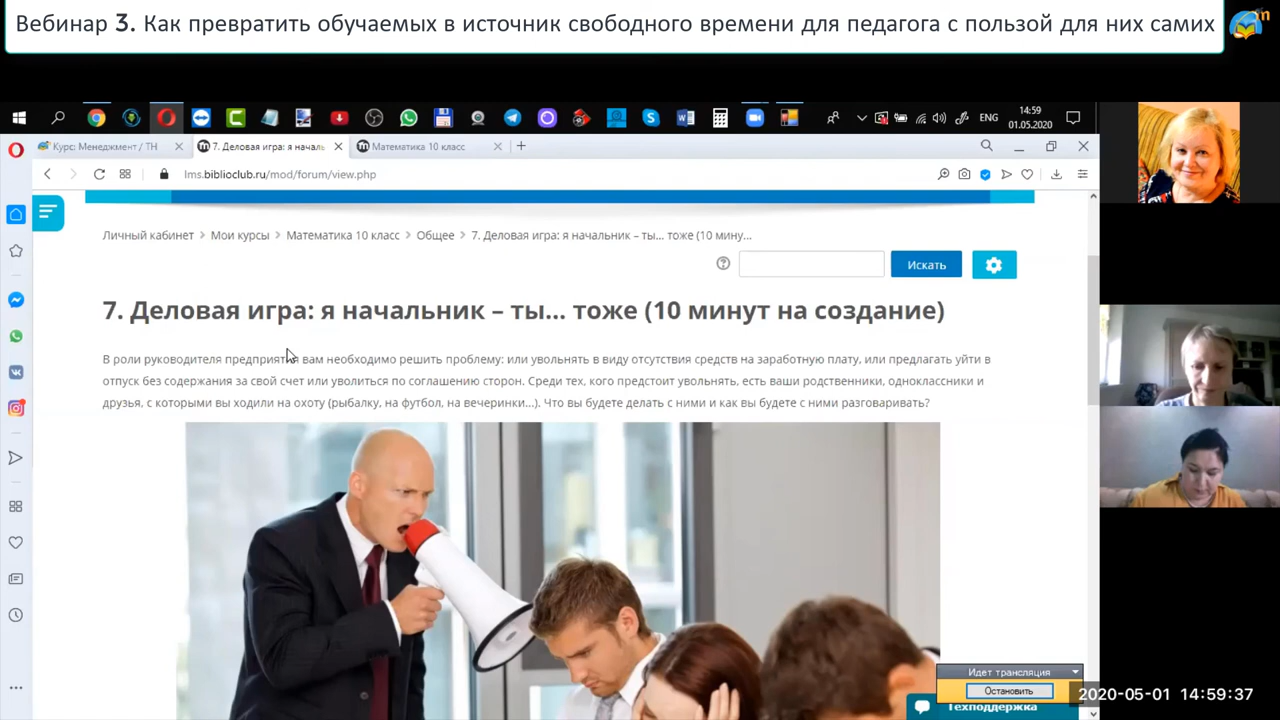 Вебинар 3. Как превратить обучаемых в источник свободного времени для педагога с пользой для них самих
14:59
ENG
01.05.2020
Курс: Менеджмент / ТН
7. Деловая игра: я началь
Математика 10 класс
lms.biblioclub.ru/mod/forum/view.php
Личный кабинет > Мои курсы > Математика 10 класс > Общее > 7. Деловая игра: я начальник – ты... тоже (10 мину...
Искать
7. Деловая игра: я начальник – ты... тоже (10 минут на создание)
В роли руководителя предприятия вам необходимо решить проблему: или увольнять в виду отсутствия средств на заработную плату, или предлагать уйти в
отпуск без содержания за свой счет или уволиться по соглашению сторон. Среди тех, кого предстоит увольнять, есть ваши родственники, одноклассники и
друзья, с которыми вы ходили на охоту (рыбалку, на футбол, на вечеринки...). Что вы будете делать с ними и как вы будете с ними разговаривать?
Идет трансляция
Остановить
Техподдержка
2020-05-01 14:59:37